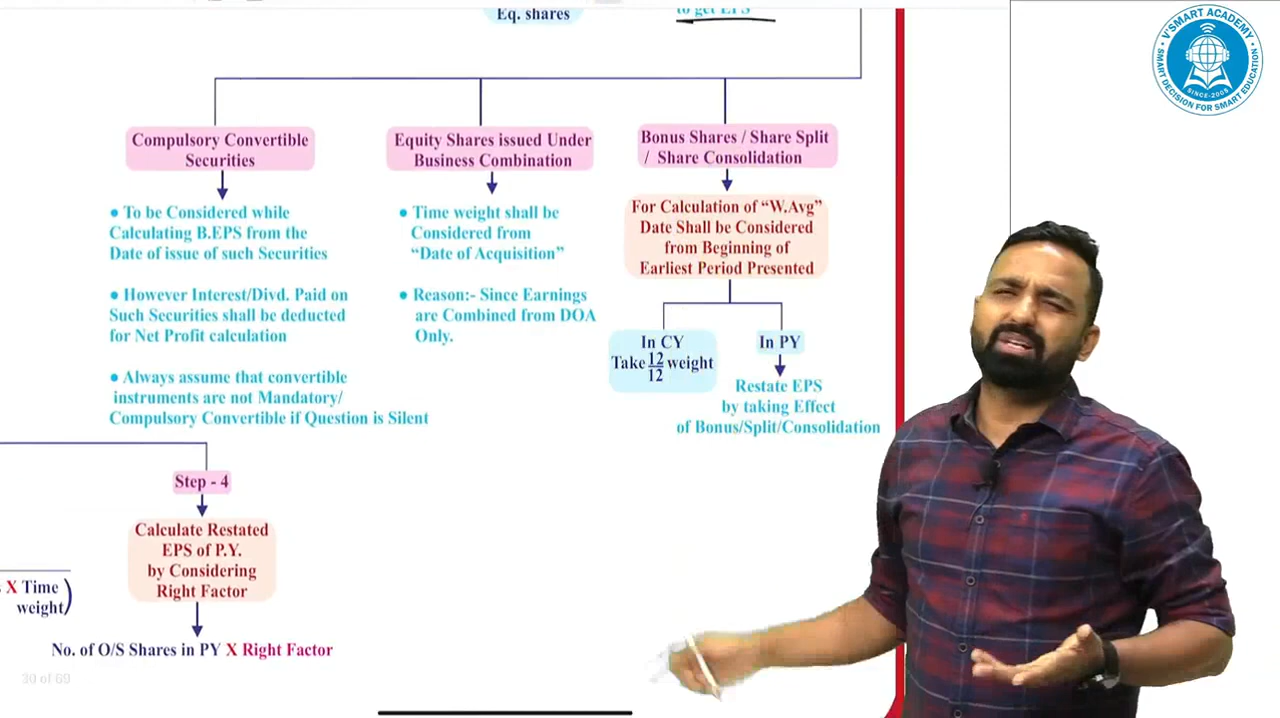 Eq. shares
to get EPS
V'SMART ACADEMY
SMART DECISION FOR SMART EDUCATION
SINCE-2005
Compulsory Convertible
Securities
• To be Considered while
Calculating B.EPS from the
Date of issue of such Securities
• However Interest/Divd. Paid on
Such Securities shall be deducted
for Net Profit calculation
• Always assume that convertible
instruments are not Mandatory/
Compulsory Convertible if Question is Silent
Equity Shares issued Under
Business Combination
• Time weight shall be
Considered from
“Date of Acquisition”
• Reason:- Since Earnings
are Combined from DOA
Only.
Bonus Shares / Share Split
/ Share Consolidation
For Calculation of “W.Avg”
Date Shall be Considered
from Beginning of
Earliest Period Presented
In CY
Take 12/12 weight
In PY
Restate EPS
by taking Effect
of Bonus/Split/Consolidation
Step - 4
Calculate Restated
EPS of P.Y.
by Considering
Right Factor
X Time
weight)
No. of O/S Shares in PY X Right Factor
30 of 69